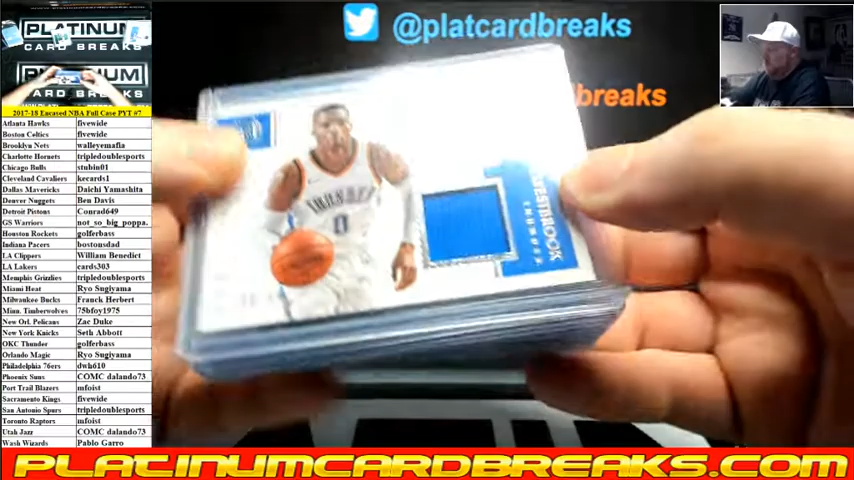 @platcardbreaks
breaks
PLATINUM
CARD BREAKS
2017-18 Encased NBA Full Case PYT #7
Atlanta Hawks fivewide
Boston Celtics fivewide
Brooklyn Nets walleyemafia
Charlotte Hornets tripledoublesports
Chicago Bulls stubin01
Cleveland Cavaliers kecards1
Dallas Mavericks Daichi Yamashita
Denver Nuggets Ben Davis
Detroit Pistons Conrad649
GS Warriors not_so_big_poppa.
Houston Rockets golferbass
Indiana Pacers bostonsdad
LA Clippers William Benedict
LA Lakers cards303
Memphis Grizzlies tripledoublesports
Miami Heat Ryo Sugiyama
Milwaukee Bucks Franck Herbert
Minn. Timberwolves 75bfoy1975
New Orl. Pelicans Zac Duke
New York Knicks Seth Abbott
OKC Thunder golferbass
Orlando Magic Ryo Sugiyama
Philadelphia 76ers dwh610
Phoenix Suns COMC dalando73
Port Trail Blazers mfoist
Sacramento Kings fivewide
San Antonio Spurs tripledoublesports
Toronto Raptors mfoist
Utah Jazz COMC dalando73
Wash Wizards Pablo Garro
THUNDER
0
WESTBROOK
THUNDER
PLATINUMCARDBREAKS.COM